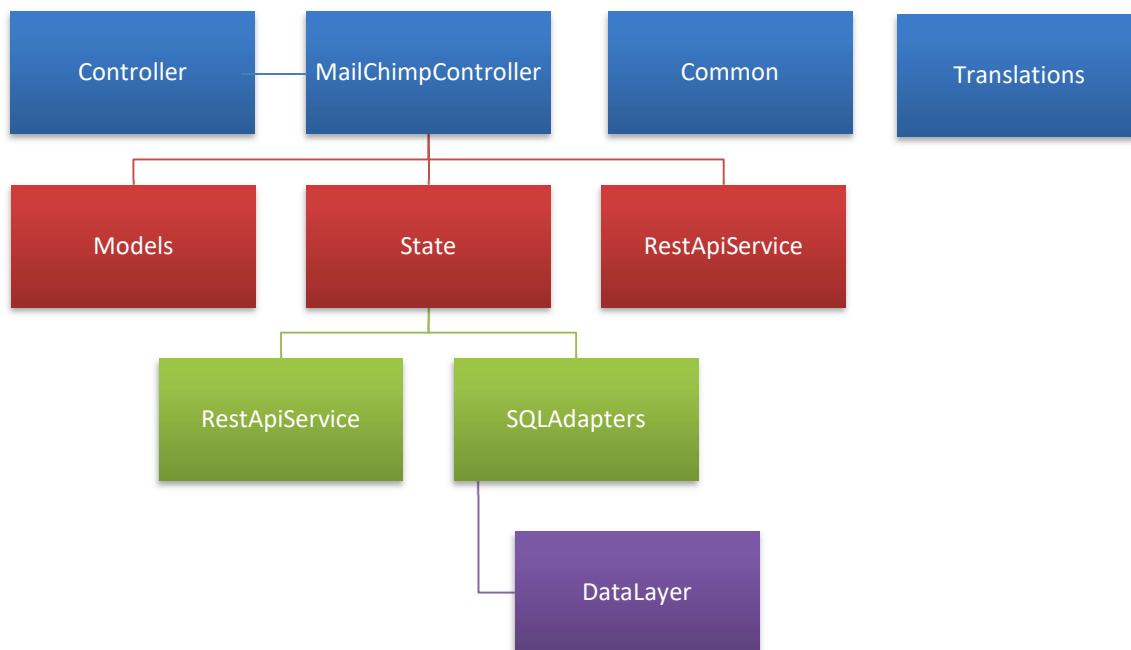 Controller
MailChimpController
Common
Translations
Models
State
RestApiService
RestApiService
SQLAdapters
DataLayer